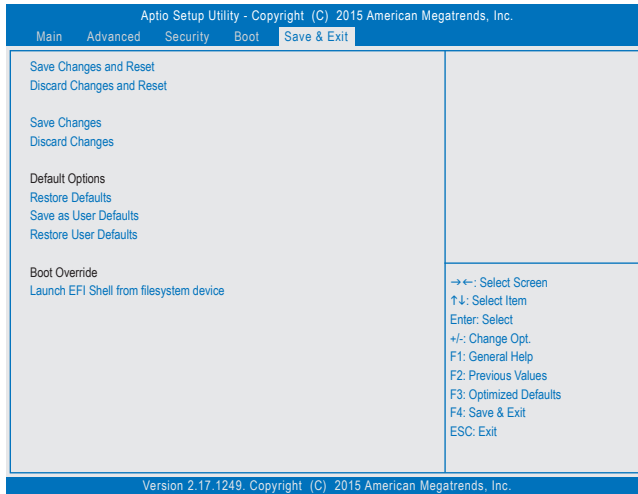 Aptio Setup Utility - Copyright (C) 2015 American Megatrends, Inc.
Main Advanced Security Boot Save & Exit
Save Changes and Reset
Discard Changes and Reset
Save Changes
Discard Changes
Default Options
Restore Defaults
Save as User Defaults
Restore User Defaults
Boot Override
Launch EFI Shell from filesystem device
→←: Select Screen
↑↓: Select Item
Enter: Select
+/-: Change Opt.
F1: General Help
F2: Previous Values
F3: Optimized Defaults
F4: Save & Exit
ESC: Exit
Version 2.17.1249. Copyright (C) 2015 American Megatrends, Inc.